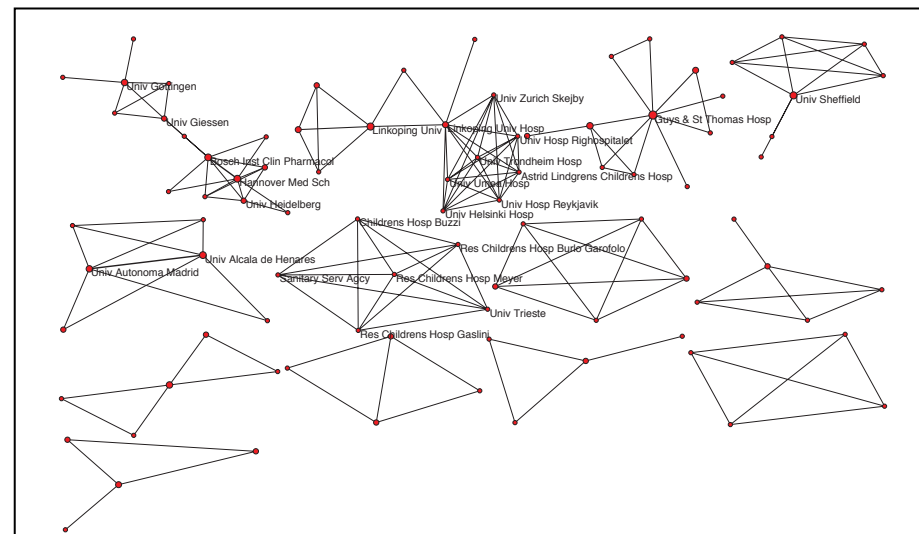 Univ Gottingen
Univ Giessen
Bosch Inst Clin Pharmacol
Hannover Med Sch
Univ Heidelberg
Linkoping Univ
Linkoping Univ Hosp
Univ Zurich Skejby
Univ Hosp Righospitalet
Univ Trondheim Hosp
Astrid Lindgrens Childrens Hosp
Univ Umea Hosp
Univ Hosp Reykjavik
Univ Helsinki Hosp
Guys & St Thomas Hosp
Univ Sheffield
Univ Alcala de Henares
Univ Autonoma Madrid
Childrens Hosp Buzzi
Res Childrens Hosp Burlo Garofolo
Sanitary Serv Agcy
Res Childrens Hosp Meyer
Univ Trieste
Res Childrens Hosp Gaslini